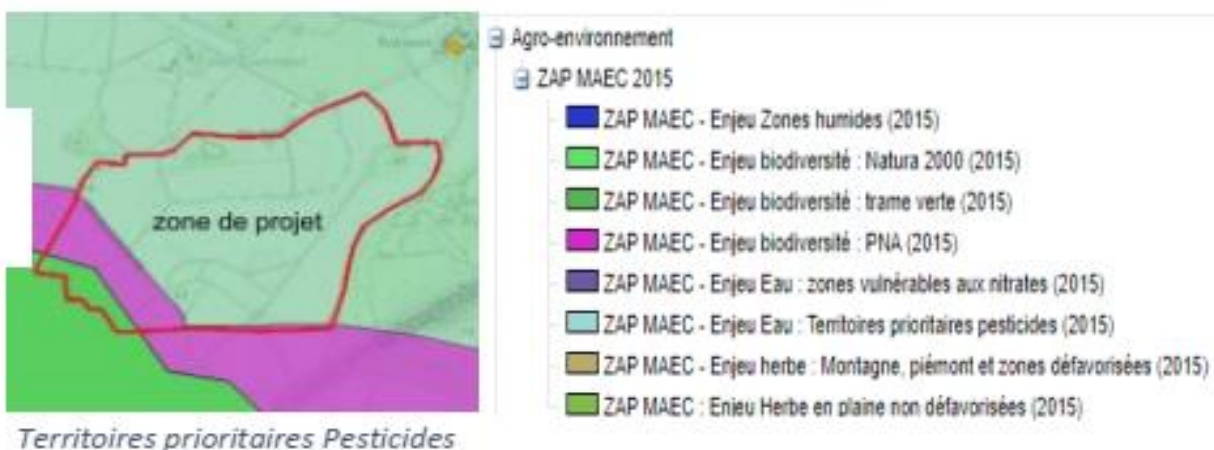 Agro-environnement
ZAP MAEC 2015
ZAP MAEC - Enjeu Zones humides (2015)
ZAP MAEC - Enjeu biodiversité : Natura 2000 (2015)
ZAP MAEC - Enjeu biodiversité : trame verte (2015)
ZAP MAEC - Enjeu biodiversité : PNA (2015)
ZAP MAEC - Enjeu Eau : zones vulnérables aux nitrates (2015)
ZAP MAEC - Enjeu Eau : Territoires prioritaires pesticides (2015)
ZAP MAEC - Enjeu herbe : Montagne, piémont et zones défavorisées (2015)
ZAP MAEC : Enjeu Herbe en plaine non défavorisées (2015)
zone de projet
Territoires prioritaires Pesticides